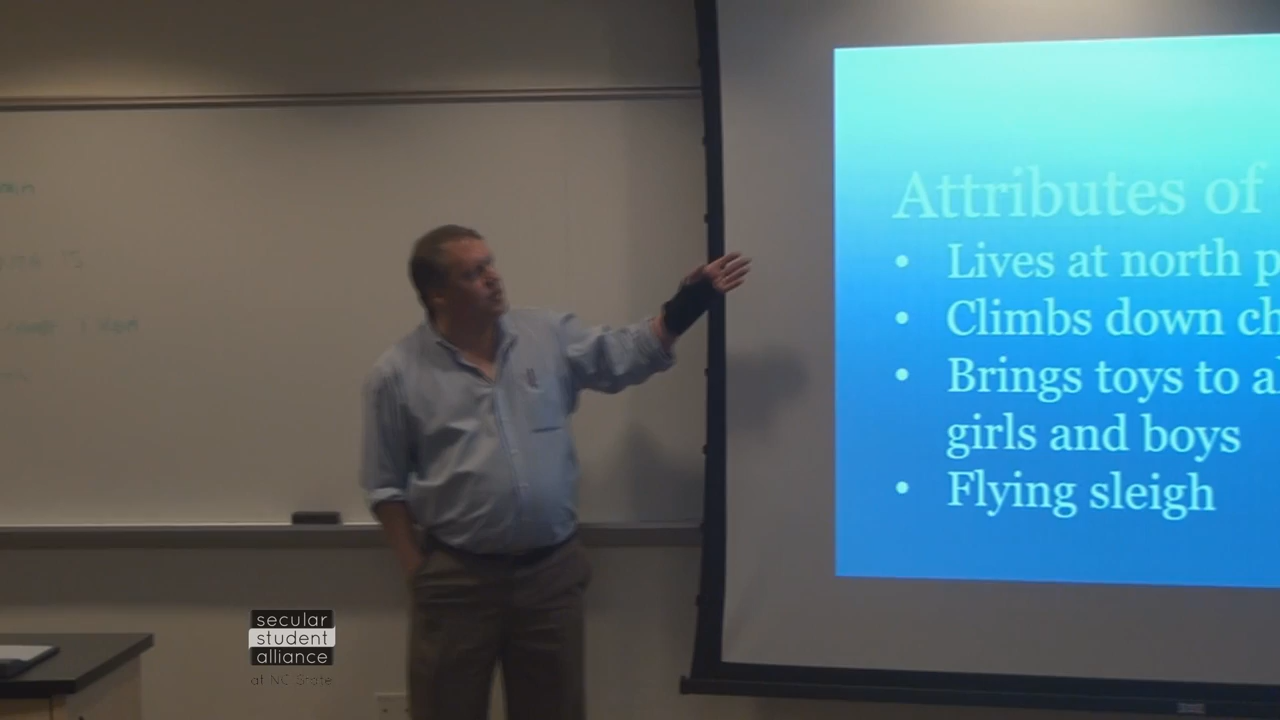 Attributes of
Lives at north p
Climbs down ch
Brings toys to a
girls and boys
Flying sleigh
secular
student
alliance
at NC State